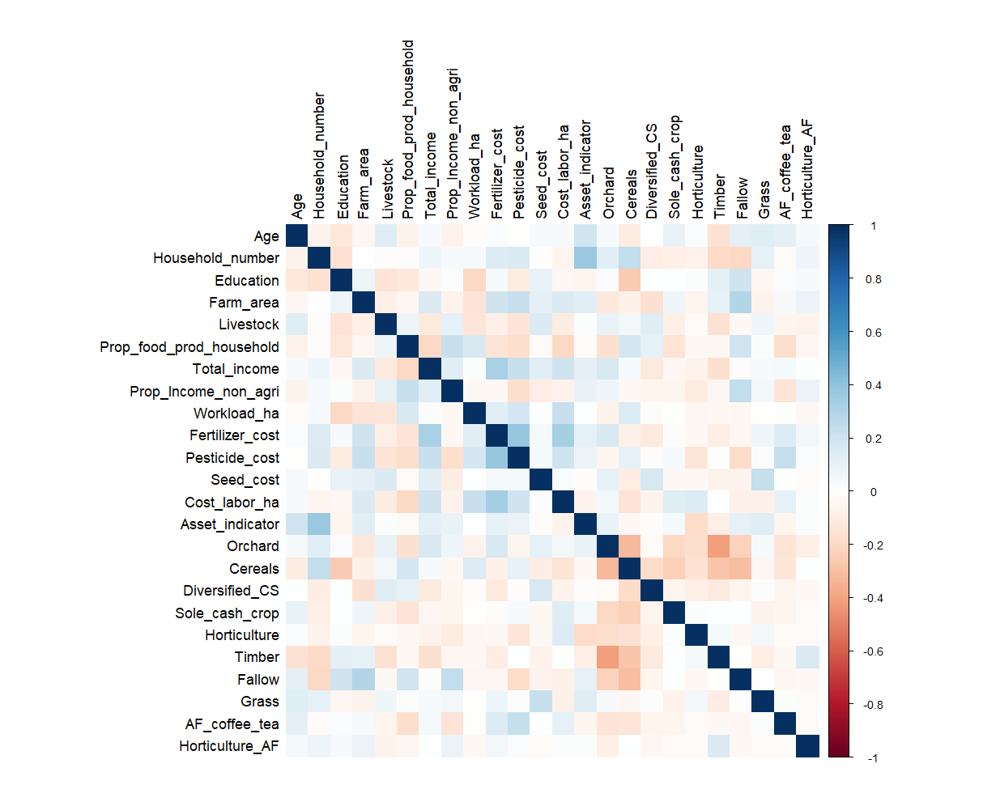 Age
Household_number
Education
Farm_area
Livestock
Prop_food_prod_household
Total_income
Prop_Income_non_agri
Workload_ha
Fertilizer_cost
Pesticide_cost
Seed_cost
Cost_labor_ha
Asset_indicator
Orchard
Cereals
Diversified_CS
Sole_cash_crop
Horticulture
Timber
Fallow
Grass
AF_coffee_tea
Horticulture_AF
Age
Household_number
Education
Farm_area
Livestock
Prop_food_prod_household
Total_income
Prop_Income_non_agri
Workload_ha
Fertilizer_cost
Pesticide_cost
Seed_cost
Cost_labor_ha
Asset_indicator
Orchard
Cereals
Diversified_CS
Sole_cash_crop
Horticulture
Timber
Fallow
Grass
AF_coffee_tea
Horticulture_AF
1
0.8
0.6
0.4
0.2
0
-0.2
-0.4
-0.6
-0.8
-1